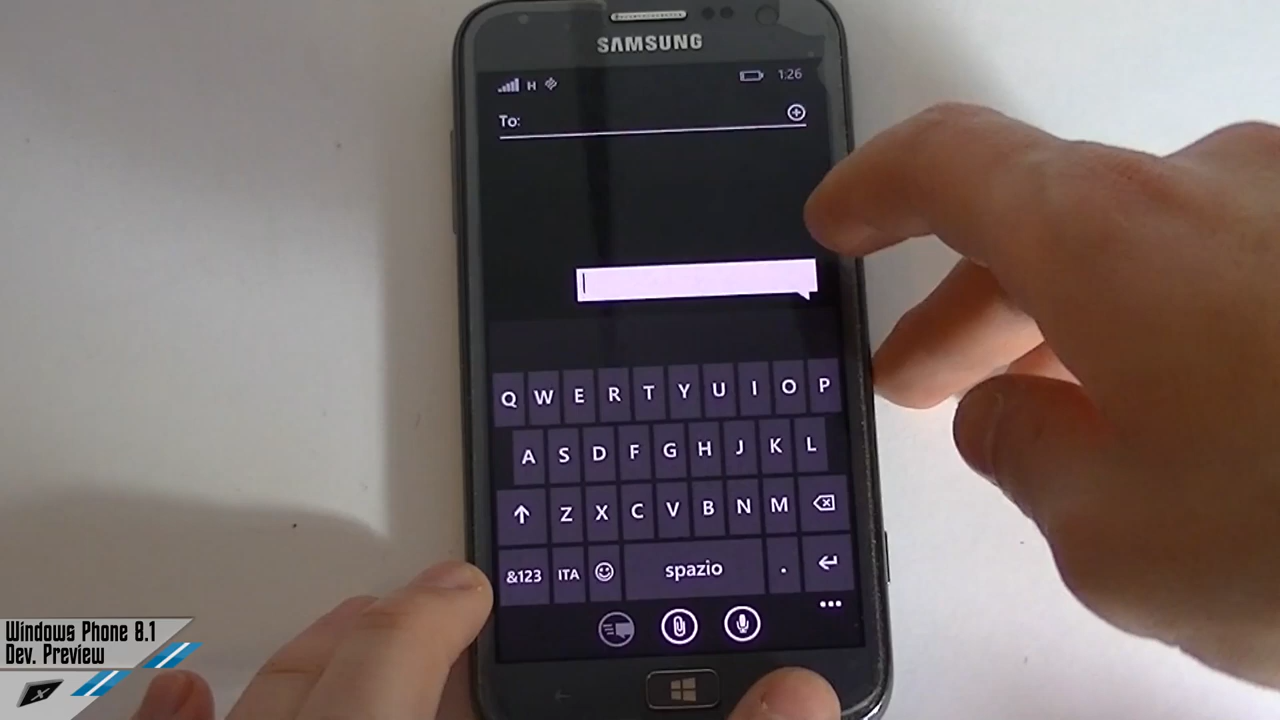 SAMSUNG
H 1:26
To:
Q W E R T Y U I O P
A S D F G H J K L
Z X C V B N M
&123 ITA spazio .
Windows Phone 8.1
Dev. Preview
X